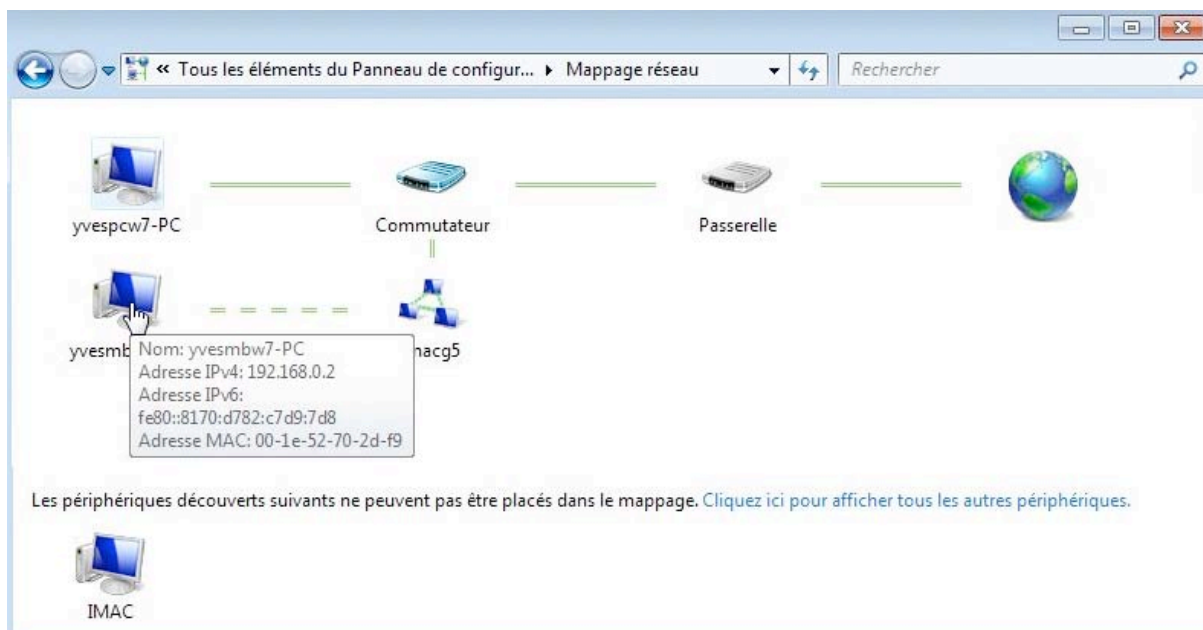 « Tous les éléments du Panneau de configur... ▸ Mappage réseau
Rechercher
yvespcw7-PC
Commutateur
Passerelle
Nom: yvesmbw7-PC
Adresse IPv4: 192.168.0.2
Adresse IPv6:
fe80::8170:d782:c7d9:7d8
Adresse MAC: 00-1e-52-70-2d-f9
Les périphériques découverts suivants ne peuvent pas être placés dans le mappage. Cliquez ici pour afficher tous les autres périphériques.
IMAC